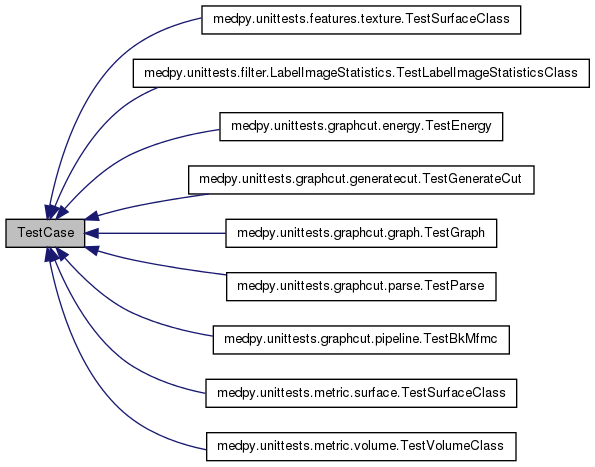 medpy.unittests.features.texture.TestSurfaceClass
medpy.unittests.filter.LabelImageStatistics.TestLabelImageStatisticsClass
medpy.unittests.graphcut.energy.TestEnergy
medpy.unittests.graphcut.generatecut.TestGenerateCut
TestCase
medpy.unittests.graphcut.graph.TestGraph
medpy.unittests.graphcut.parse.TestParse
medpy.unittests.graphcut.pipeline.TestBkMfmc
medpy.unittests.metric.surface.TestSurfaceClass
medpy.unittests.metric.volume.TestVolumeClass